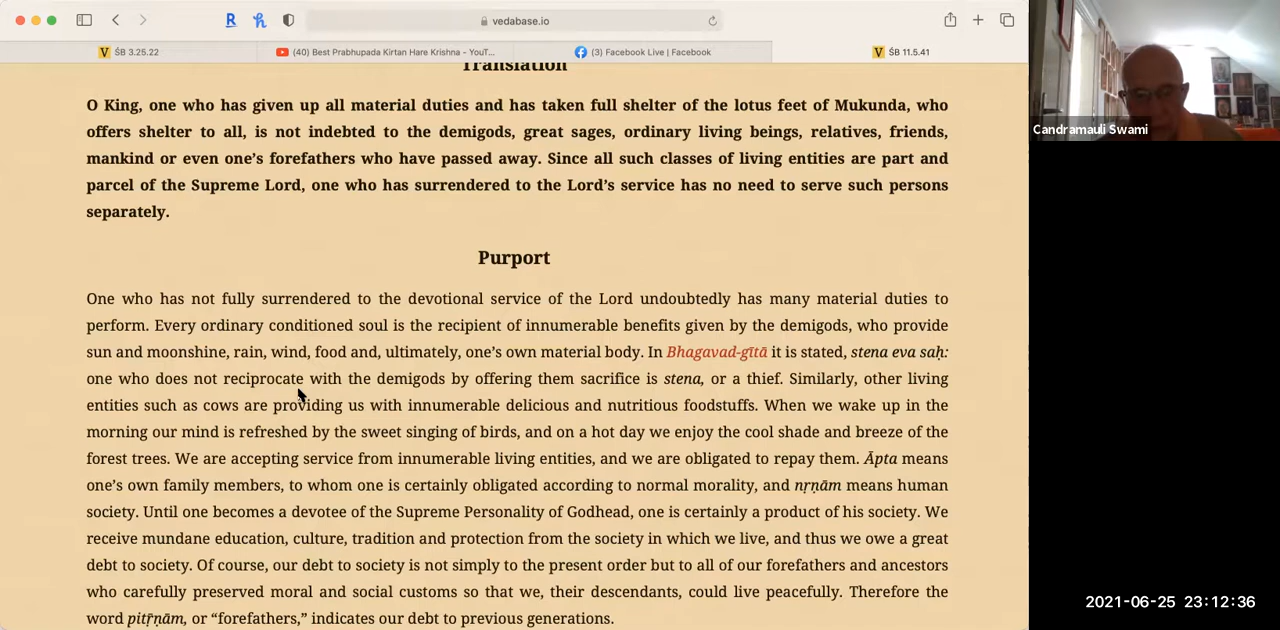 vedabase.io
ŚB 3.25.22
(40) Best Prabhupada Kirtan Hare Krishna - YouT...
(3) Facebook Live | Facebook
ŚB 11.5.41
Translation
O King, one who has given up all material duties and has taken full shelter of the lotus feet of Mukunda, who
offers shelter to all, is not indebted to the demigods, great sages, ordinary living beings, relatives, friends,
mankind or even one’s forefathers who have passed away. Since all such classes of living entities are part and
parcel of the Supreme Lord, one who has surrendered to the Lord’s service has no need to serve such persons
separately.
Purport
One who has not fully surrendered to the devotional service of the Lord undoubtedly has many material duties to
perform. Every ordinary conditioned soul is the recipient of innumerable benefits given by the demigods, who provide
sun and moonshine, rain, wind, food and, ultimately, one’s own material body. In Bhagavad-gītā it is stated, stena eva saḥ:
one who does not reciprocate with the demigods by offering them sacrifice is stena, or a thief. Similarly, other living
entities such as cows are providing us with innumerable delicious and nutritious foodstuffs. When we wake up in the
morning our mind is refreshed by the sweet singing of birds, and on a hot day we enjoy the cool shade and breeze of the
forest trees. We are accepting service from innumerable living entities, and we are obligated to repay them. Āpta means
one’s own family members, to whom one is certainly obligated according to normal morality, and nṛṇām means human
society. Until one becomes a devotee of the Supreme Personality of Godhead, one is certainly a product of his society. We
receive mundane education, culture, tradition and protection from the society in which we live, and thus we owe a great
debt to society. Of course, our debt to society is not simply to the present order but to all of our forefathers and ancestors
who carefully preserved moral and social customs so that we, their descendants, could live peacefully. Therefore the
word pitṝṇām, or “forefathers,” indicates our debt to previous generations.
Candramauli Swami
2021-06-25 23:12:36